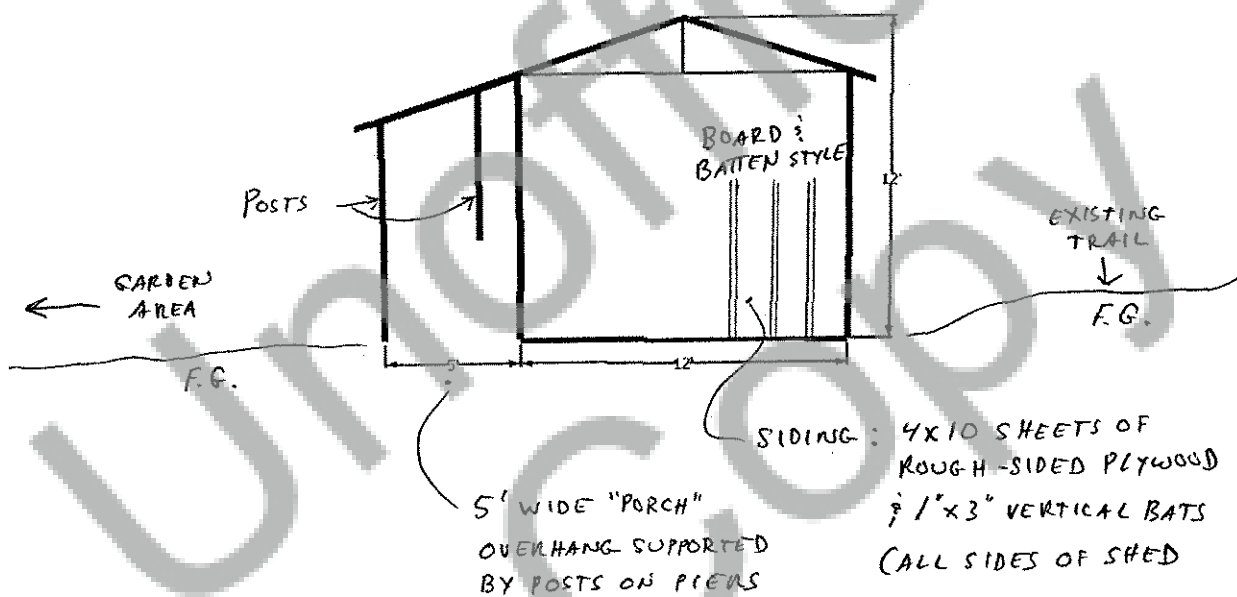 BOARD &
BATTEN STYLE
12'
POSTS
EXISTING
TRAIL
F.G.
GARDEN
AREA
F.G.
5'
12'
SIDING : 4X10 SHEETS OF
ROUGH-SIDED PLYWOOD
& 1"X3" VERTICAL BATS
(ALL SIDES OF SHED
5' WIDE "PORCH"
OVERHANG SUPPORTED
BY POSTS ON PIERS
Copy